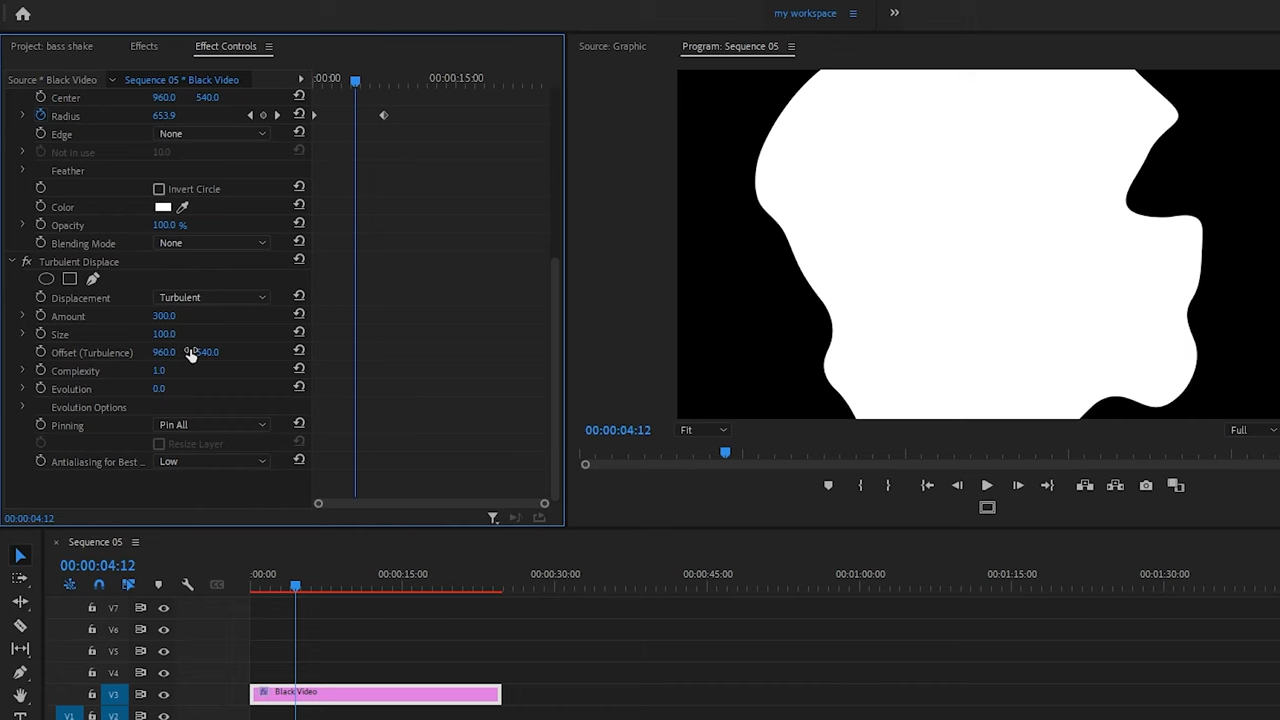 my workspace
Project: bass shake Effects Effect Controls
Source: Graphic Program: Sequence 05
Source * Black Video Sequence 05 * Black Video :00:00 00:00:15:00
Center 960.0 540.0
Radius 653.9
Edge None
Not in use 10.0
Feather
Invert Circle
Color
Opacity 100.0 %
Blending Mode None
fx Turbulent Displace
Displacement Turbulent
Amount 300.0
Size 100.0
Offset (Turbulence) 960.0 540.0
Complexity 1.0
Evolution 0.0
Evolution Options
Pinning Pin All
Resize Layer
Antialiasing for Best ... Low
00:00:04:12
00:00:04:12 Fit Full
× Sequence 05
00:00:04:12
:00:00 00:00:15:00 00:00:30:00 00:00:45:00 00:01:00:00 00:01:15:00 00:01:30:00
V7
V6
V5
V4
V3 fx Black Video
V1 V2